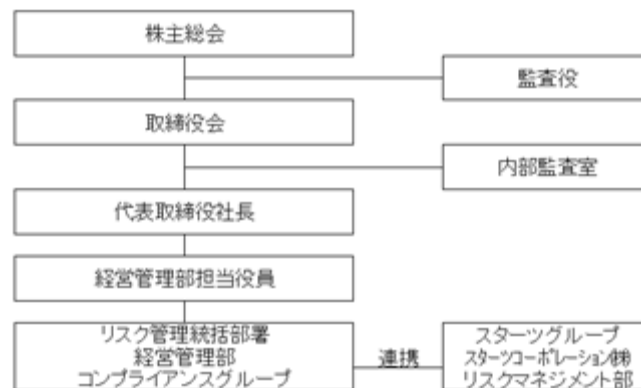 株主総会
監査役
取締役会
内部監査室
代表取締役社長
経営管理部担当役員
リスク管理統括部署
経営管理部
コンプライアンスグループ
連携
スターツグループ
スターツコーポレーション㈱
リスクマネジメント部